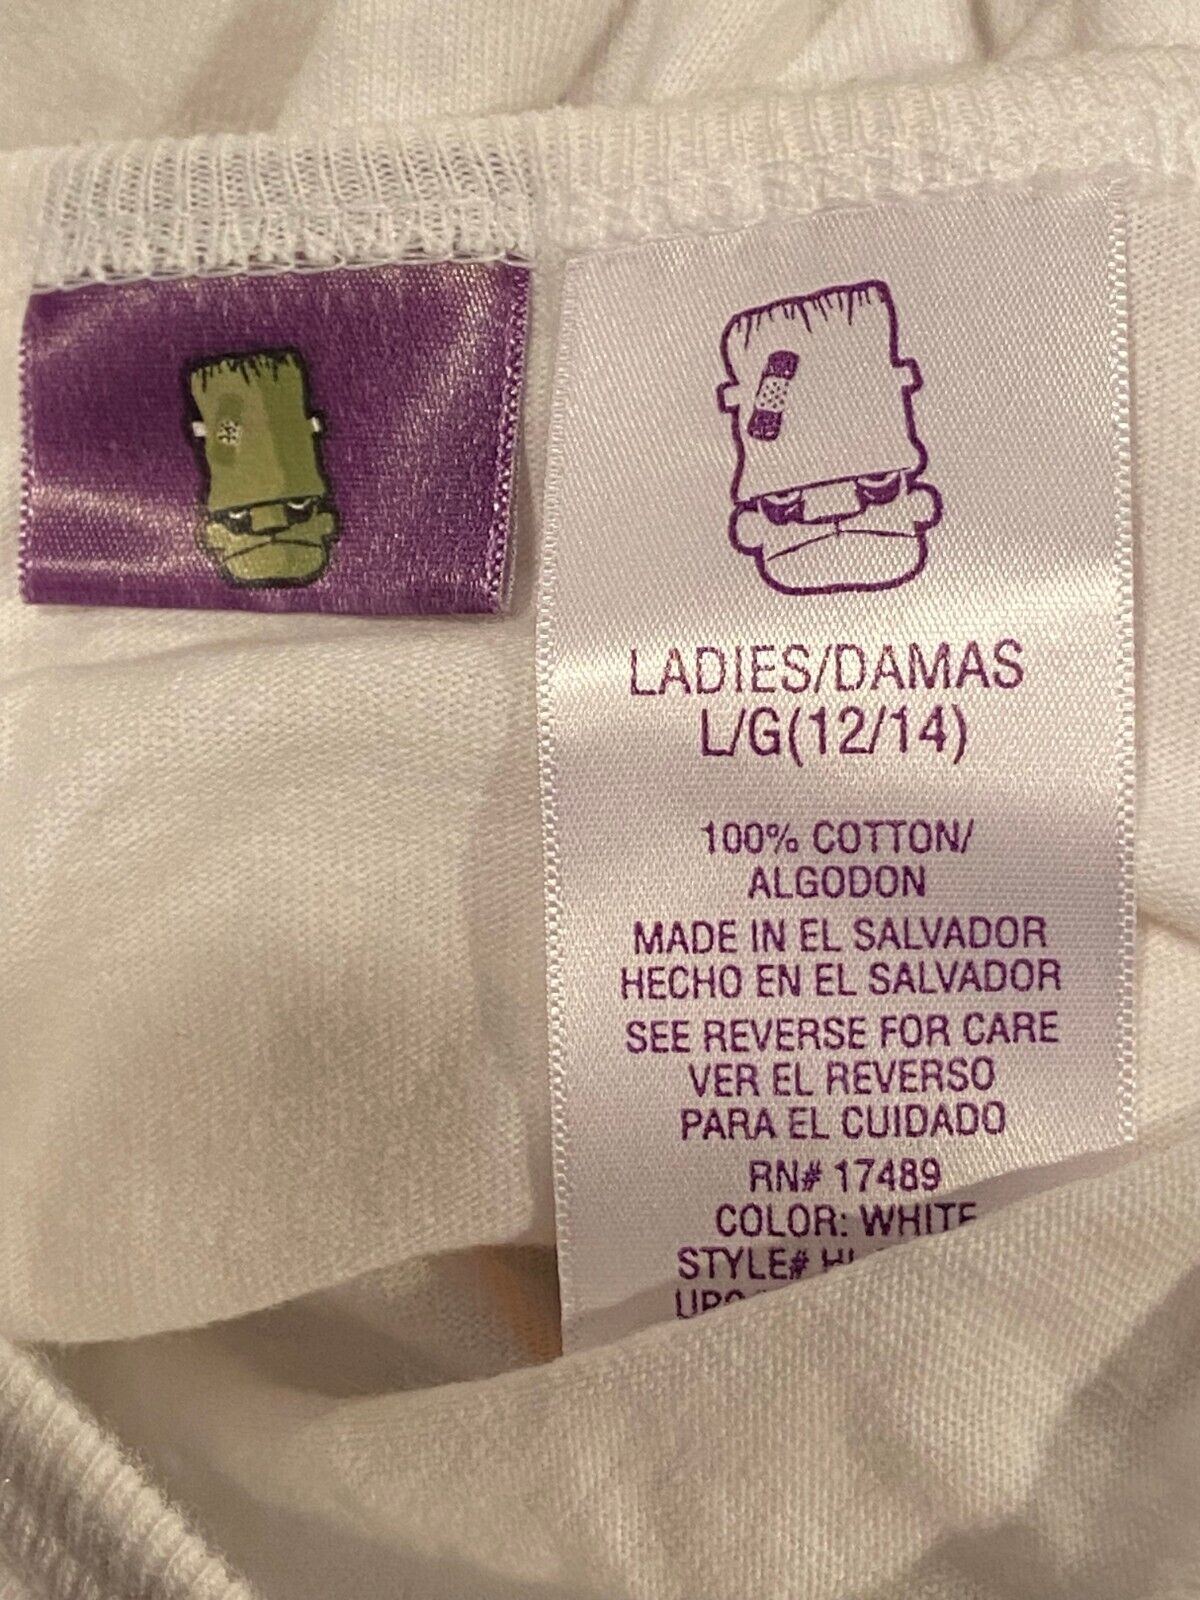 LADIES/DAMAS
L/G(12/14)
100% COTTON/
ALGODON
MADE IN EL SALVADOR
HECHO EN EL SALVADOR
SEE REVERSE FOR CARE
VER EL REVERSO
PARA EL CUIDADO
RN# 17489
COLOR: WHITE
STYLE#